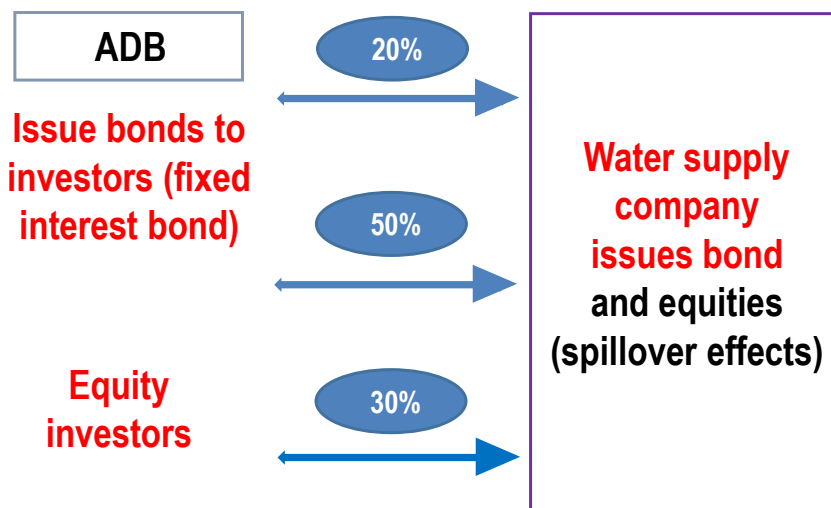 ADB
20%
Issue bonds to
investors (fixed
interest bond)
50%
Equity
investors
30%
Water supply
company
issues bond
and equities
(spillover effects)